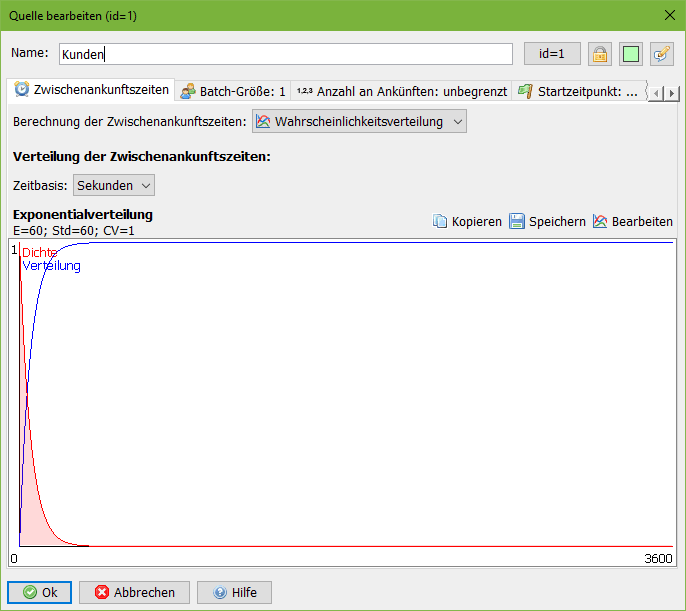 Quelle bearbeiten (id=1)
Name: Kunden id=1
Zwischenankunftszeiten Batch-Größe: 1 1,2,3 Anzahl an Ankünften: unbegrenzt Startzeitpunkt: ...
Berechnung der Zwischenankunftszeiten: Wahrscheinlichkeitsverteilung
Verteilung der Zwischenankunftszeiten:
Zeitbasis: Sekunden
Exponentialverteilung
E=60; Std=60; CV=1
Kopieren Speichern Bearbeiten
1
Dichte
Verteilung
0 3600
Ok Abbrechen Hilfe